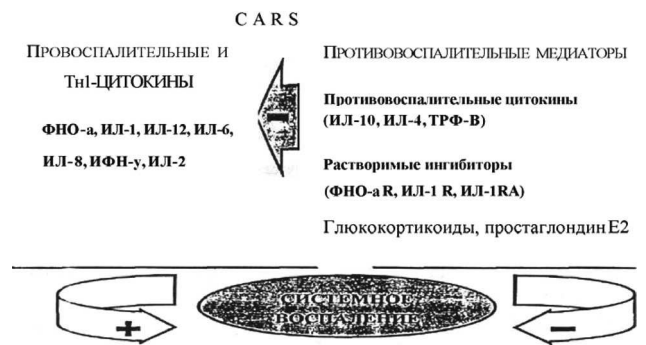 CARS
ПРОВОСПАЛИТЕЛЬНЫЕ И
ТН1-ЦИТОКИНЫ
ФНО-а, ИЛ-1, ИЛ-12, ИЛ-6,
ИЛ-8, ИФН-у, ИЛ-2
–
ПРОТИВОВОСПАЛИТЕЛЬНЫЕ МЕДИАТОРЫ
Противовоспалительные цитокины
(ИЛ-10, ИЛ-4, ТРФ-В)
Растворимые ингибиторы
(ФНО-а R, ИЛ-1 R, ИЛ-1RA)
Глюкокортикоиды, простаглондин Е2
+
СИСТЕМНОЕ
ВОСПАЛЕНИЕ
–